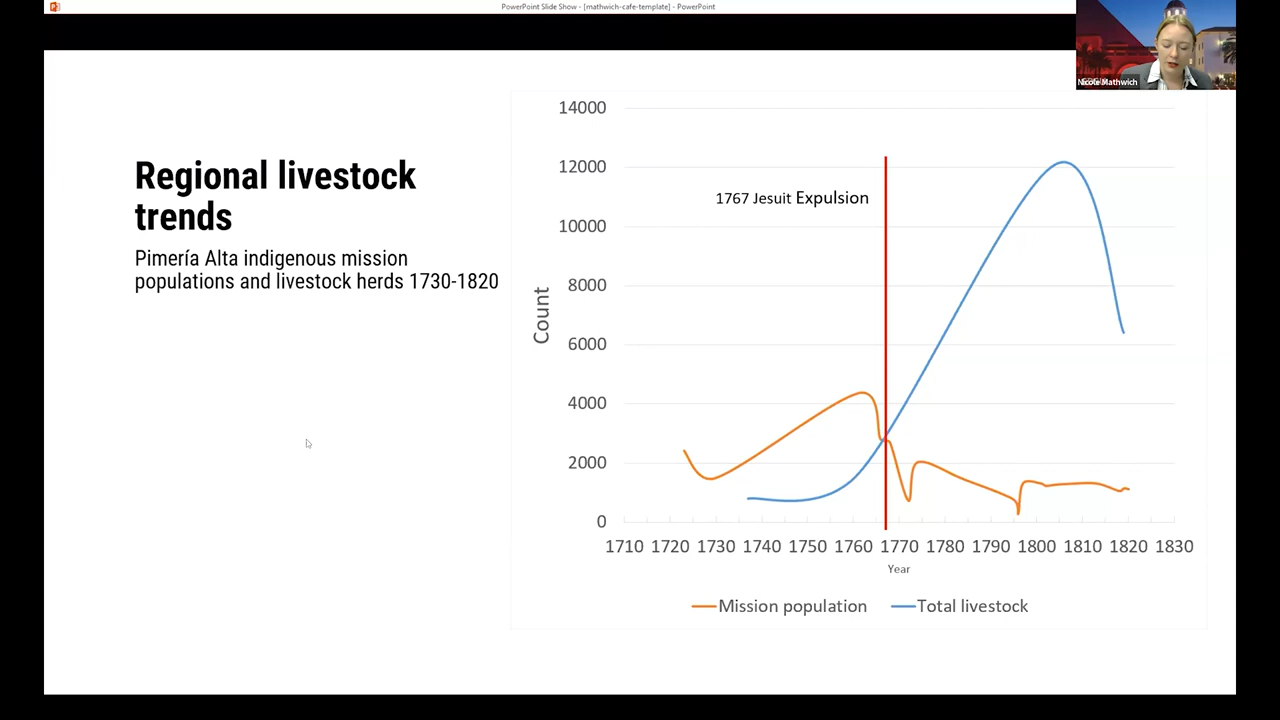 PowerPoint Slide Show - [mathwich-cafe-template] - PowerPoint
Nicole Mathwich
Regional livestock
trends
Pimería Alta indigenous mission
populations and livestock herds 1730-1820
14000
12000
10000
8000
6000
4000
2000
0
Count
1767 Jesuit Expulsion
1710 1720 1730 1740 1750 1760 1770 1780 1790 1800 1810 1820 1830
Year
Mission population Total livestock